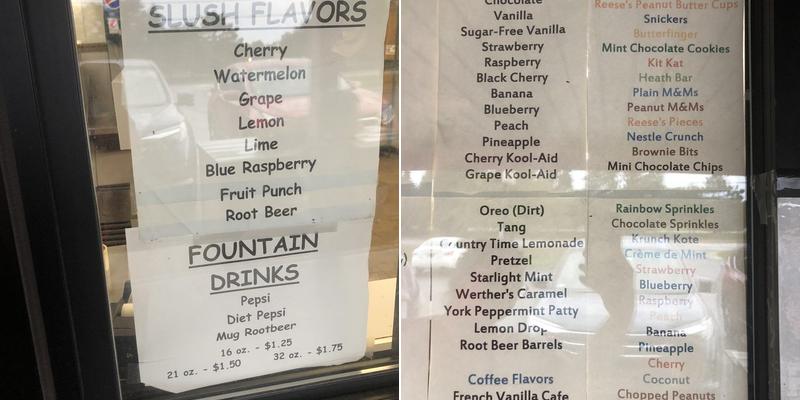 SLUSH FLAVORS
Cherry
Watermelon
Grape
Lemon
Lime
Blue Raspberry
Fruit Punch
Root Beer
FOUNTAIN
DRINKS
Pepsi
Diet Pepsi
Mug Rootbeer
16 oz. - $1.25
21 oz. - $1.50
32 oz. - $1.75
Chocolate
Vanilla
Sugar-Free Vanilla
Strawberry
Raspberry
Black Cherry
Banana
Blueberry
Peach
Pineapple
Cherry Kool-Aid
Grape Kool-Aid
Oreo (Dirt)
Tang
Country Time Lemonade
Pretzel
Starlight Mint
Werther's Caramel
York Peppermint Patty
Lemon Drop
Root Beer Barrels
Coffee Flavors
French Vanilla Cafe
Reese's Peanut Butter Cups
Snickers
Butterfinger
Mint Chocolate Cookies
Kit Kat
Heath Bar
Plain M&Ms
Peanut M&Ms
Reese's Pieces
Nestle Crunch
Brownie Bits
Mini Chocolate Chips
Rainbow Sprinkles
Chocolate Sprinkles
Krunch Kote
Crème de Mint
Strawberry
Blueberry
Raspberry
Peach
Banana
Pineapple
Cherry
Coconut
Chopped Peanuts